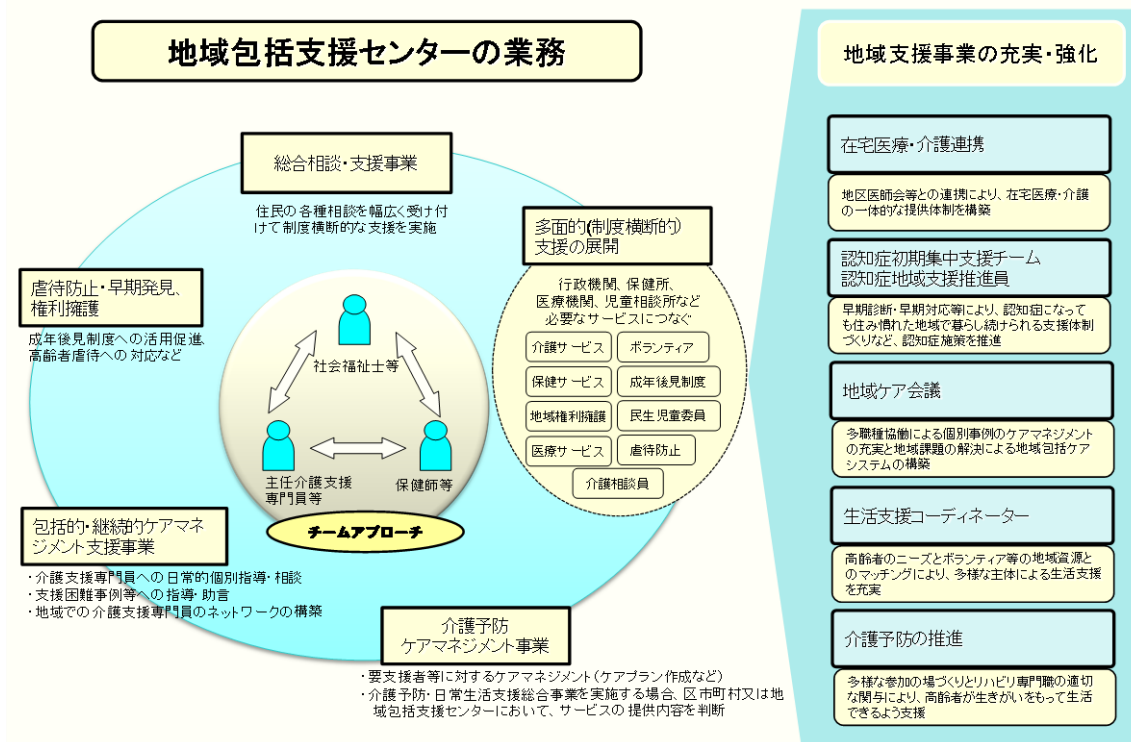 地域包括支援センターの業務
総合相談・支援事業
住民の各種相談を幅広く受け付
けて制度横断的な支援を実施
多面的(制度横断的)
支援の展開
行政機関、保健所、
医療機関、児童相談所など
必要なサービスにつなぐ
介護サービス
ボランティア
保健サービス
成年後見制度
地域権利擁護
民生児童委員
医療サービス
虐待防止
介護相談員
虐待防止・早期発見、
権利擁護
成年後見制度への活用促進、
高齢者虐待への対応など
社会福祉士等
主任介護支援
専門員等
保健師等
チームアプローチ
包括的・継続的ケアマネ
ジメント支援事業
・介護支援専門員への日常的個別指導・相談
・支援困難事例等への指導・助言
・地域での介護支援専門員のネットワークの構築
介護予防
ケアマネジメント事業
・要支援者等に対するケアマネジメント(ケアプラン作成など)
・介護予防・日常生活支援総合事業を実施する場合、区市町村又は地
域包括支援センターにおいて、サービスの提供内容を判断
地域支援事業の充実・強化
在宅医療・介護連携
地区医師会等との連携により、在宅医療・介護
の一体的な提供体制を構築
認知症初期集中支援チーム
認知症地域支援推進員
早期診断・早期対応等により、認知症になって
も住み慣れた地域で暮らし続けられる支援体制
づくりなど、認知症施策を推進
地域ケア会議
多職種協働による個別事例のケアマネジメント
の充実と地域課題の解決による地域包括ケア
システムの構築
生活支援コーディネーター
高齢者のニーズとボランティア等の地域資源と
のマッチングにより、多様な主体による生活支援
を充実
介護予防の推進
多様な参加の場づくりとリハビリ専門職の適切
な関与により、高齢者が生きがいをもって生活
できるよう支援